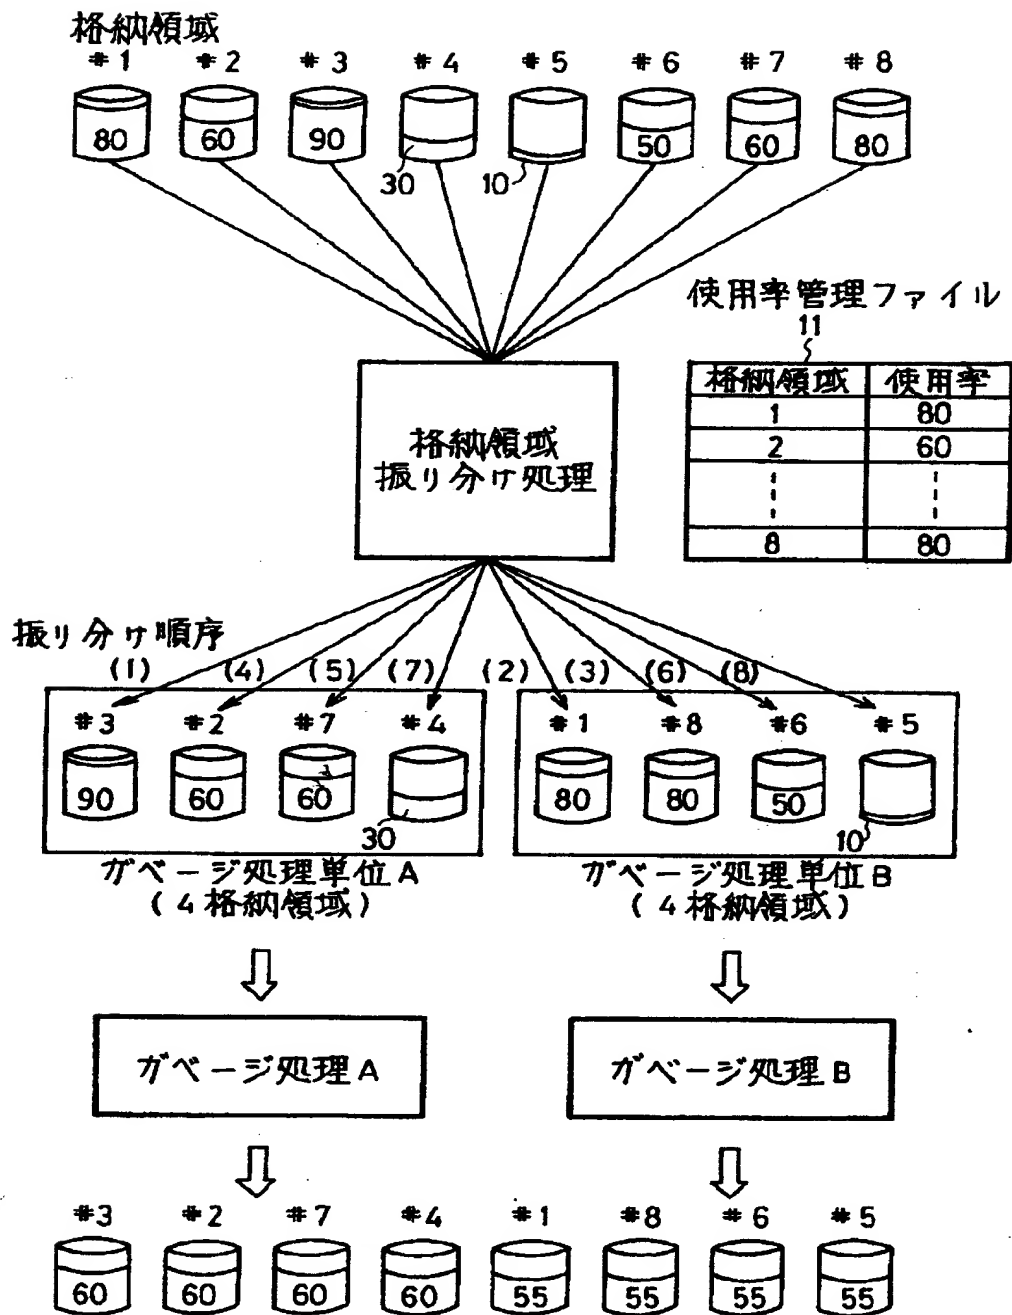 格納領域
#1 #2 #3 #4 #5 #6 #7 #8
80 60 90 50 60 80
30 10
使用率管理ファイル
11
格納領域 使用率
1 80
2 60
8 80
格納領域
振り分け処理
振り分け順序
(1) (4) (5) (7) (2) (3) (6) (8)
#3 #2 #7 #4 #1 #8 #6 #5
90 60 60 80 80 50
30 10
ガベージ処理単位A ガベージ処理単位B
(4格納領域) (4格納領域)
ガベージ処理A ガベージ処理B
#3 #2 #7 #4 #1 #8 #6 #5
60 60 60 60 55 55 55 55